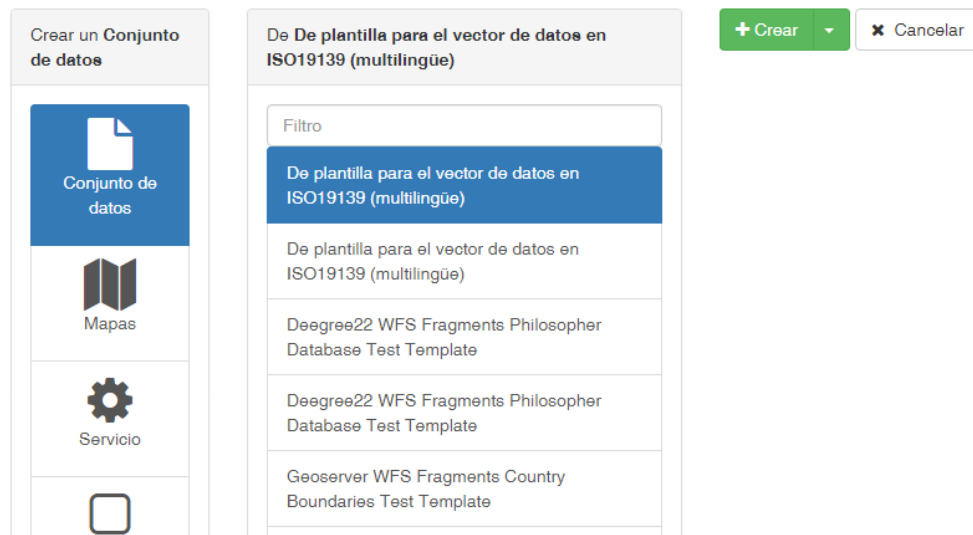 Crear un Conjunto
de datos
Conjunto de
datos
Mapas
Servicio
De De plantilla para el vector de datos en
ISO19139 (multilingüe)
Filtro
De plantilla para el vector de datos en
ISO19139 (multilingüe)
De plantilla para el vector de datos en
ISO19139 (multilingüe)
Deegree22 WFS Fragments Philosopher
Database Test Template
Deegree22 WFS Fragments Philosopher
Database Test Template
Geoserver WFS Fragments Country
Boundaries Test Template
+ Crear
✖ Cancelar